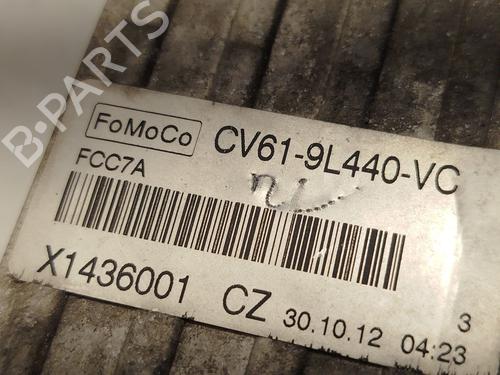 B-PARTS
FoMoCo CV61-9L440-VC
FCC7A
X1436001 CZ 30.10.12 04:23 3